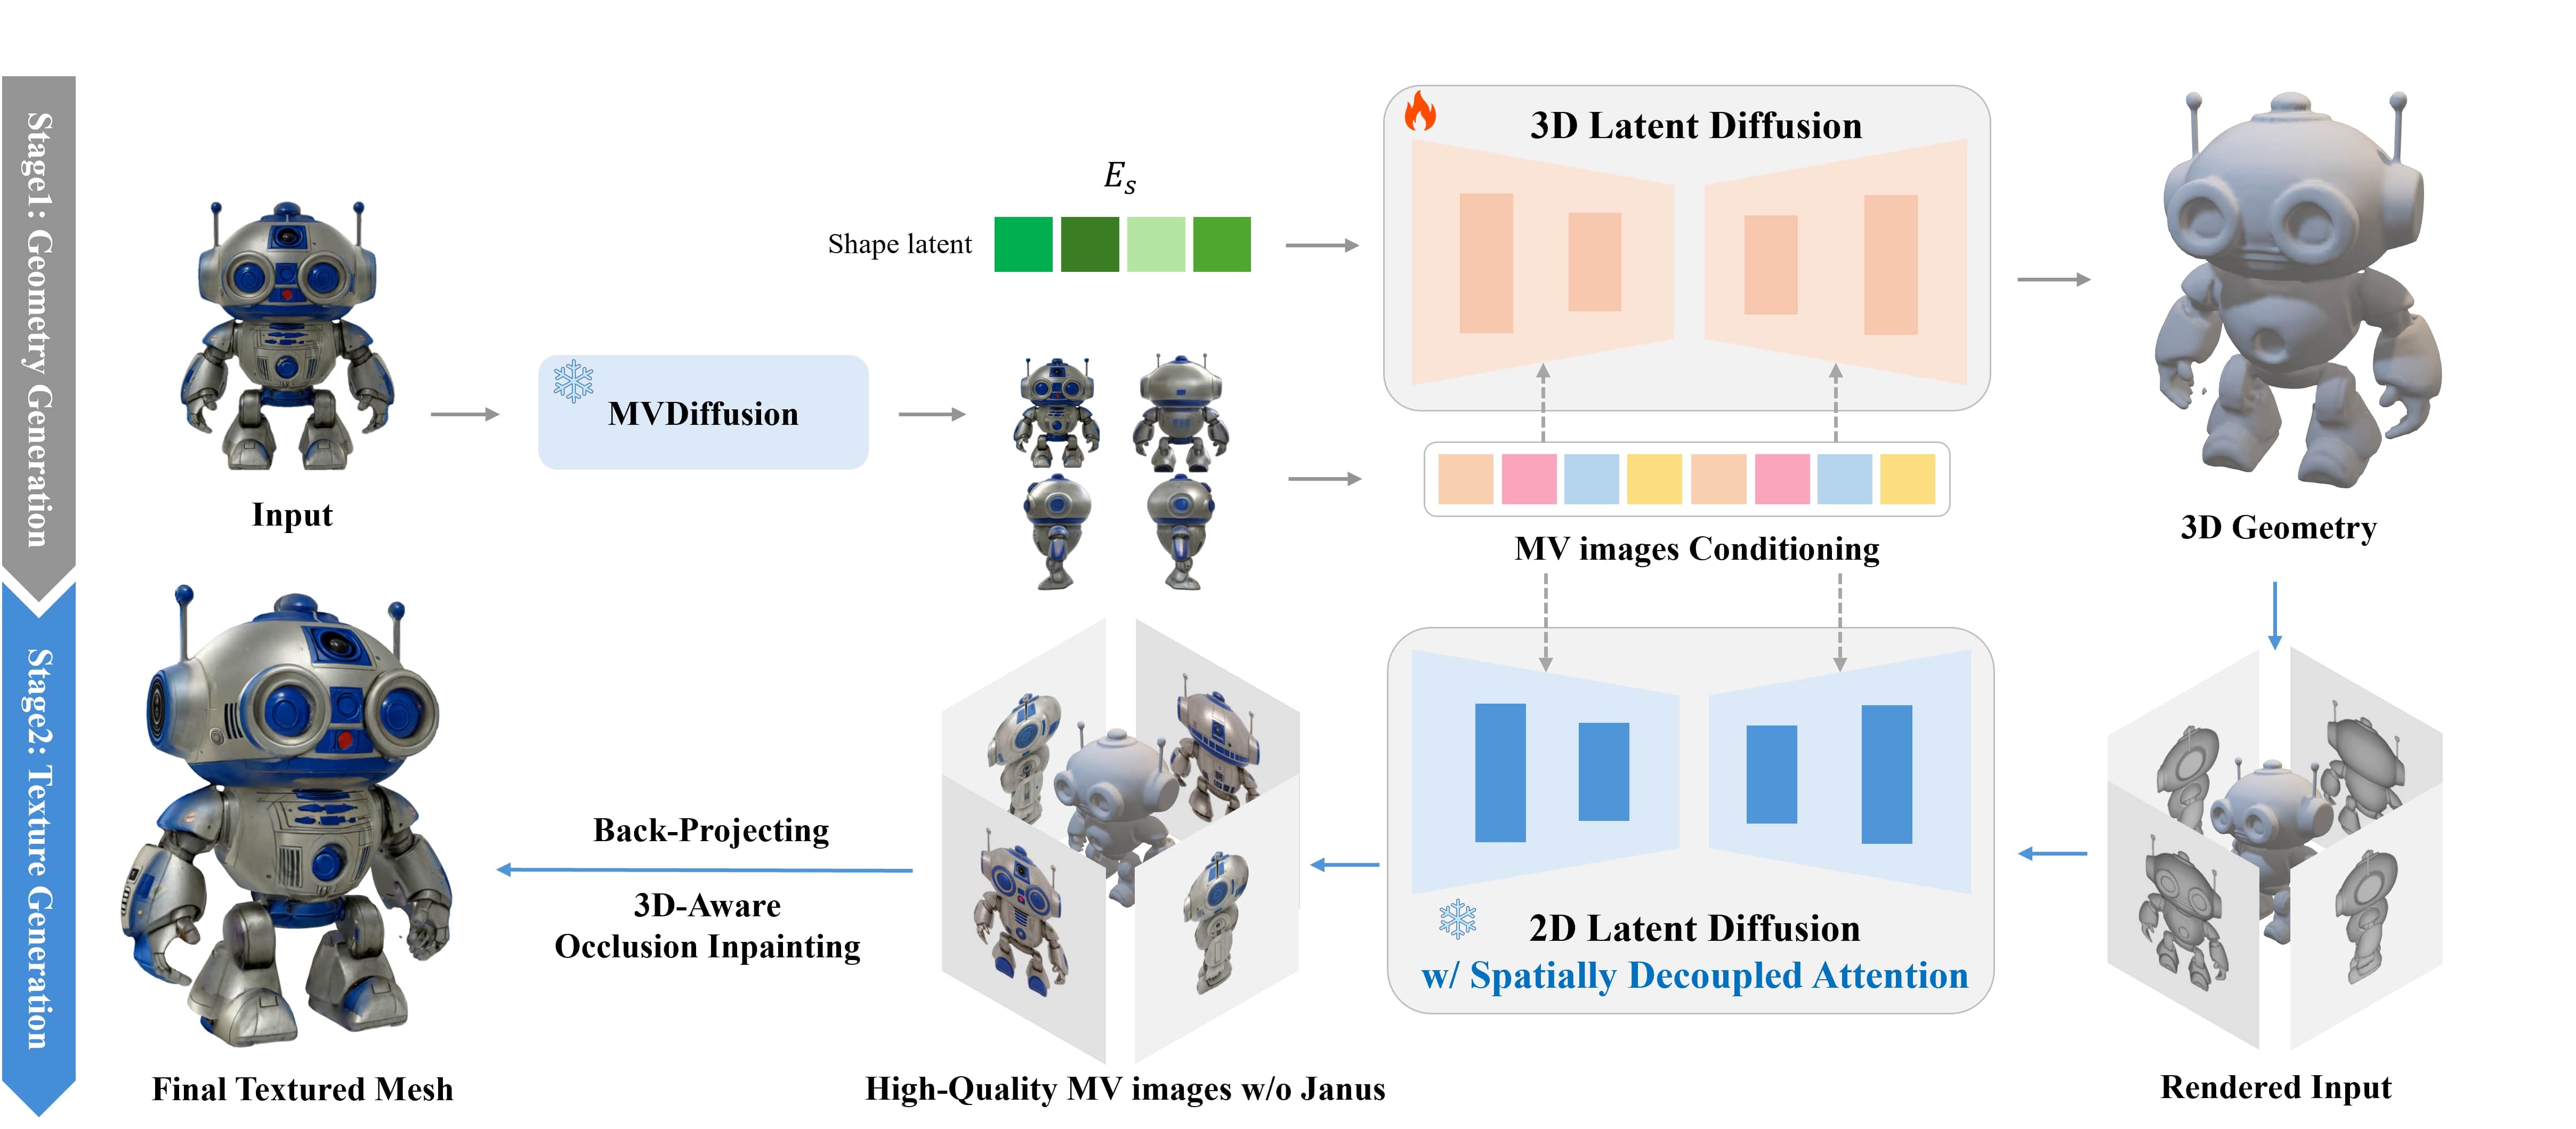 Stage1: Geometry Generation
Stage2: Texture Generation
Input
MVDiffusion
E_s
Shape latent
3D Latent Diffusion
MV images Conditioning
3D Geometry
Rendered Input
2D Latent Diffusion
w/ Spatially Decoupled Attention
High-Quality MV images w/o Janus
Back-Projecting
3D-Aware
Occlusion Inpainting
Final Textured Mesh